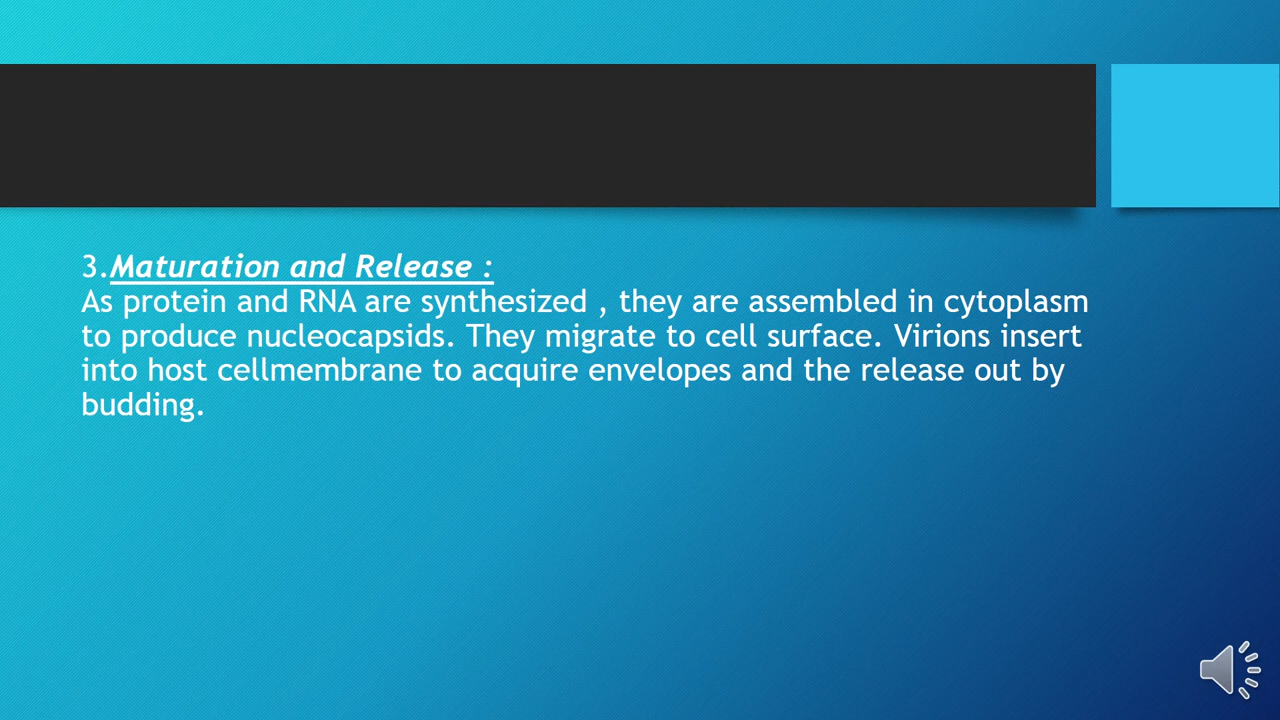 3.Maturation and Release :
As protein and RNA are synthesized , they are assembled in cytoplasm
to produce nucleocapsids. They migrate to cell surface. Virions insert
into host cellmembrane to acquire envelopes and the release out by
budding.